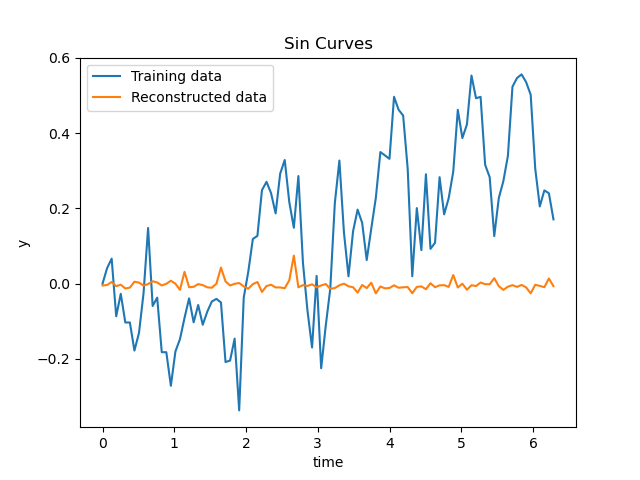 Sin Curves
Training data
Reconstructed data
0.6
0.4
0.2
0.0
−0.2
y
0 1 2 3 4 5 6
time